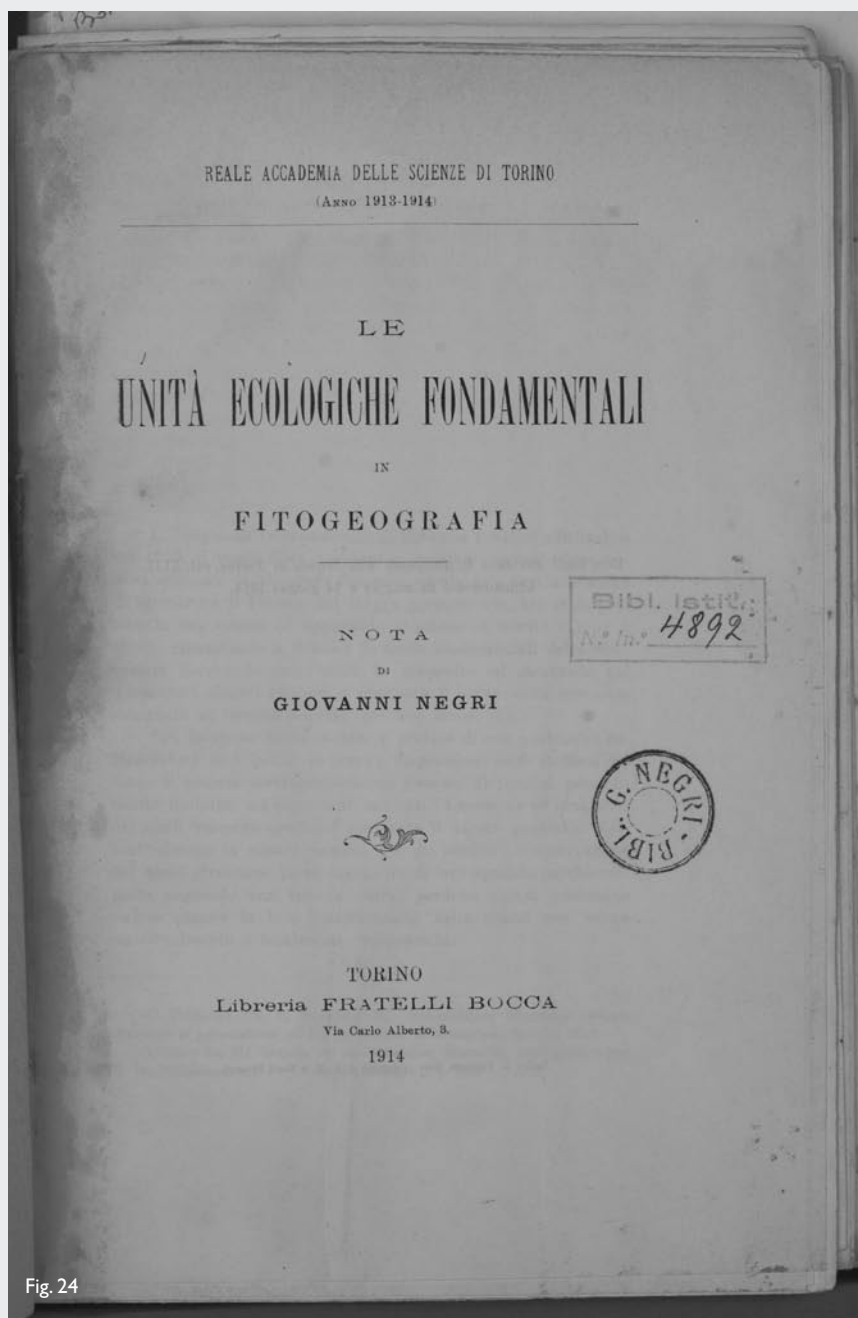 REALE ACCADEMIA DELLE SCIENZE DI TORINO
(ANNO 1913-1914)
LE
UNITÀ ECOLOGICHE FONDAMENTALI
IN
FITOGEOGRAFIA
NOTA
DI
GIOVANNI NEGRI
Bibl. Istit.
N.º In.º 4892
BIBL. G. NEGRI -
TORINO
Libreria FRATELLI BOCCA
Via Carlo Alberto, 3.
1914
Fig. 24